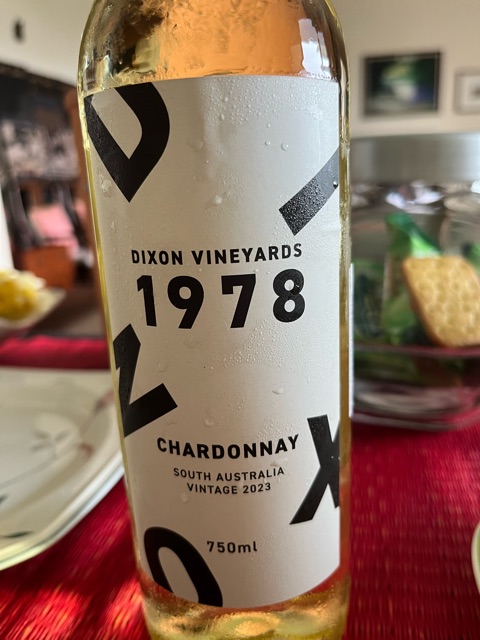 D
I
DIXON VINEYARDS
1978
N
X
CHARDONNAY
SOUTH AUSTRALIA
VINTAGE 2023
O
750ml